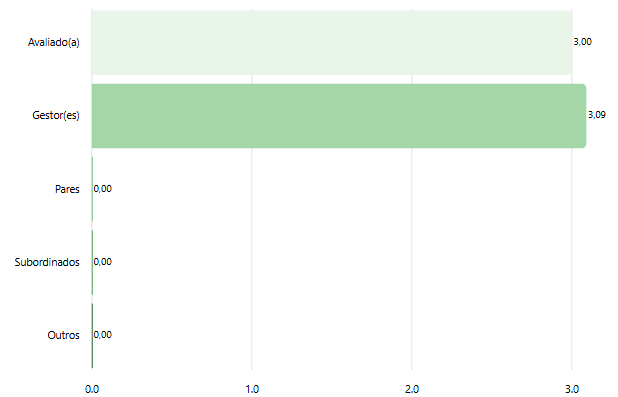 Avaliado(a) 3,00
Gestor(es) 3,09
Pares 0,00
Subordinados 0,00
Outros 0,00
0.0 1.0 2.0 3.0